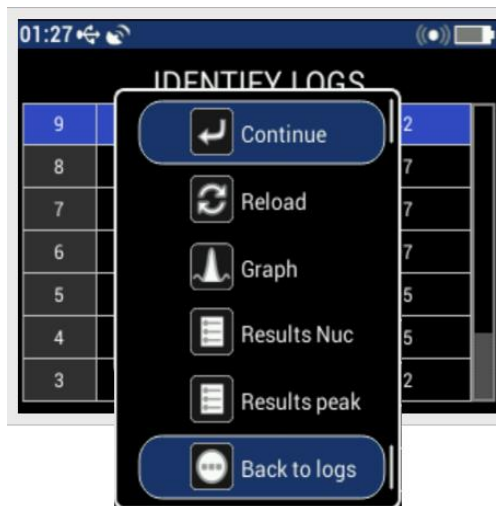 01:27
IDENTIFY LOGS
9 2
8 7
7 7
6 7
5 5
4 5
3 2
Continue
Reload
Graph
Results Nuc
Results peak
Back to logs